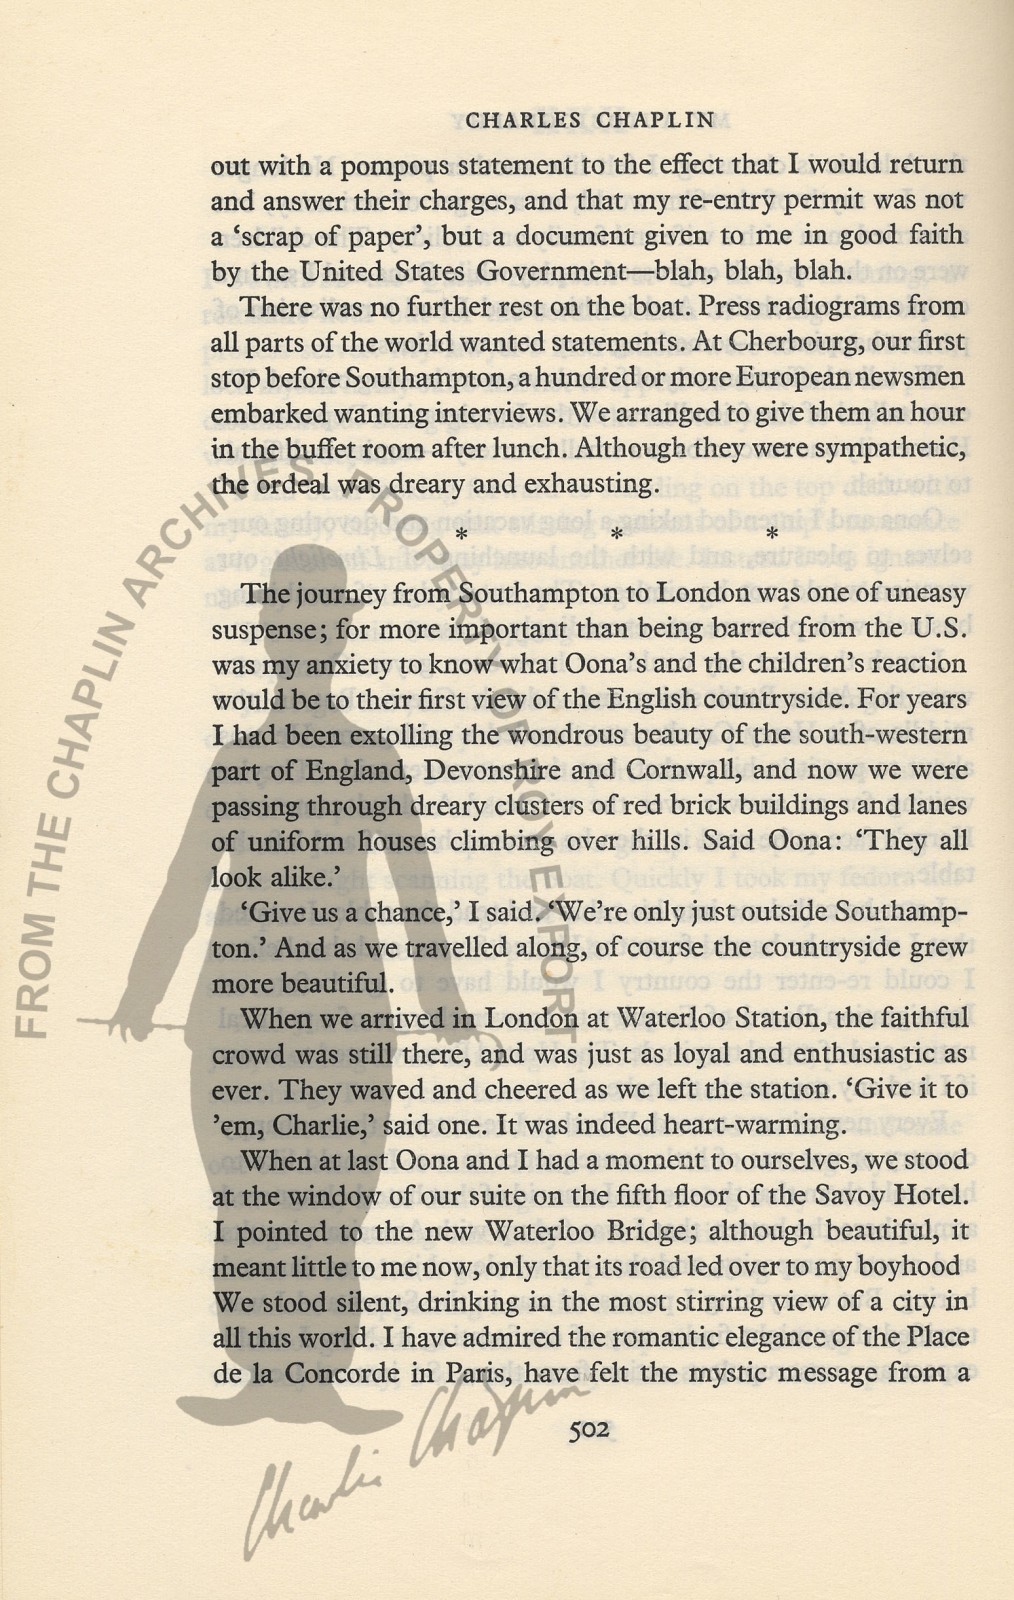 CHARLES CHAPLIN
out with a pompous statement to the effect that I would return
and answer their charges, and that my re-entry permit was not
a ‘scrap of paper’, but a document given to me in good faith
by the United States Government—blah, blah, blah.
There was no further rest on the boat. Press radiograms from
all parts of the world wanted statements. At Cherbourg, our first
stop before Southampton, a hundred or more European newsmen
embarked wanting interviews. We arranged to give them an hour
in the buffet room after lunch. Although they were sympathetic,
the ordeal was dreary and exhausting.
* * *
The journey from Southampton to London was one of uneasy
suspense; for more important than being barred from the U.S.
was my anxiety to know what Oona’s and the children’s reaction
would be to their first view of the English countryside. For years
I had been extolling the wondrous beauty of the south-western
part of England, Devonshire and Cornwall, and now we were
passing through dreary clusters of red brick buildings and lanes
of uniform houses climbing over hills. Said Oona: ‘They all
look alike.’
‘Give us a chance,’ I said. ‘We’re only just outside Southamp-
ton.’ And as we travelled along, of course the countryside grew
more beautiful.
When we arrived in London at Waterloo Station, the faithful
crowd was still there, and was just as loyal and enthusiastic as
ever. They waved and cheered as we left the station. ‘Give it to
’em, Charlie,’ said one. It was indeed heart-warming.
When at last Oona and I had a moment to ourselves, we stood
at the window of our suite on the fifth floor of the Savoy Hotel.
I pointed to the new Waterloo Bridge; although beautiful, it
meant little to me now, only that its road led over to my boyhood
We stood silent, drinking in the most stirring view of a city in
all this world. I have admired the romantic elegance of the Place
de la Concorde in Paris, have felt the mystic message from a
502
FROM THE CHAPLIN ARCHIVES. PROPERTY OF ROY EXPORT
Charlie Chaplin